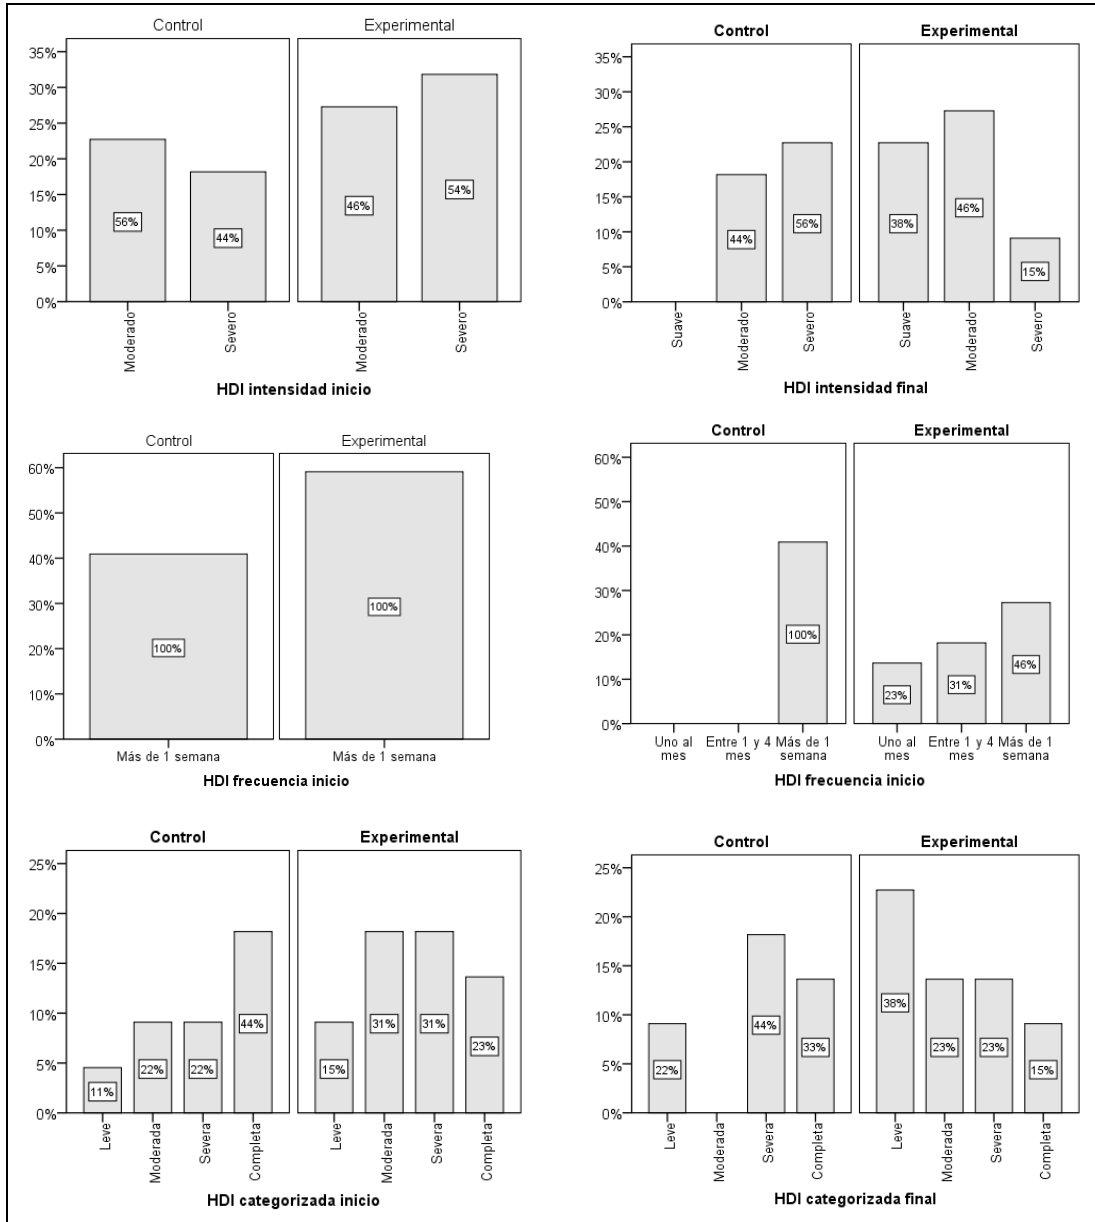 Control Experimental
35%
30%
25%
20%
15%
10%
5%
0%
56%
44%
46%
54%
Moderado
Severo
Moderado
Severo
HDI intensidad inicio
Control Experimental
35%
30%
25%
20%
15%
10%
5%
0%
44%
56%
38%
46%
15%
Suave
Moderado
Severo
Suave
Moderado
Severo
HDI intensidad final
Control Experimental
60%
50%
40%
30%
20%
10%
0%
100%
100%
Más de 1 semana Más de 1 semana
HDI frecuencia inicio
Control Experimental
60%
50%
40%
30%
20%
10%
0%
100%
23%
31%
46%
Uno al Entre 1 y 4 Más de 1 Uno al Entre 1 y 4 Más de 1
mes mes semana mes mes semana
HDI frecuencia inicio
Control Experimental
25%
20%
15%
10%
5%
0%
11%
22%
22%
44%
15%
31%
31%
23%
Leve
Moderada
Severa
Completa
Leve
Moderada
Severa
Completa
HDI categorizada inicio
Control Experimental
25%
20%
15%
10%
5%
0%
22%
44%
33%
38%
23%
23%
15%
Leve
Moderada
Severa
Completa
Leve
Moderada
Severa
Completa
HDI categorizada final